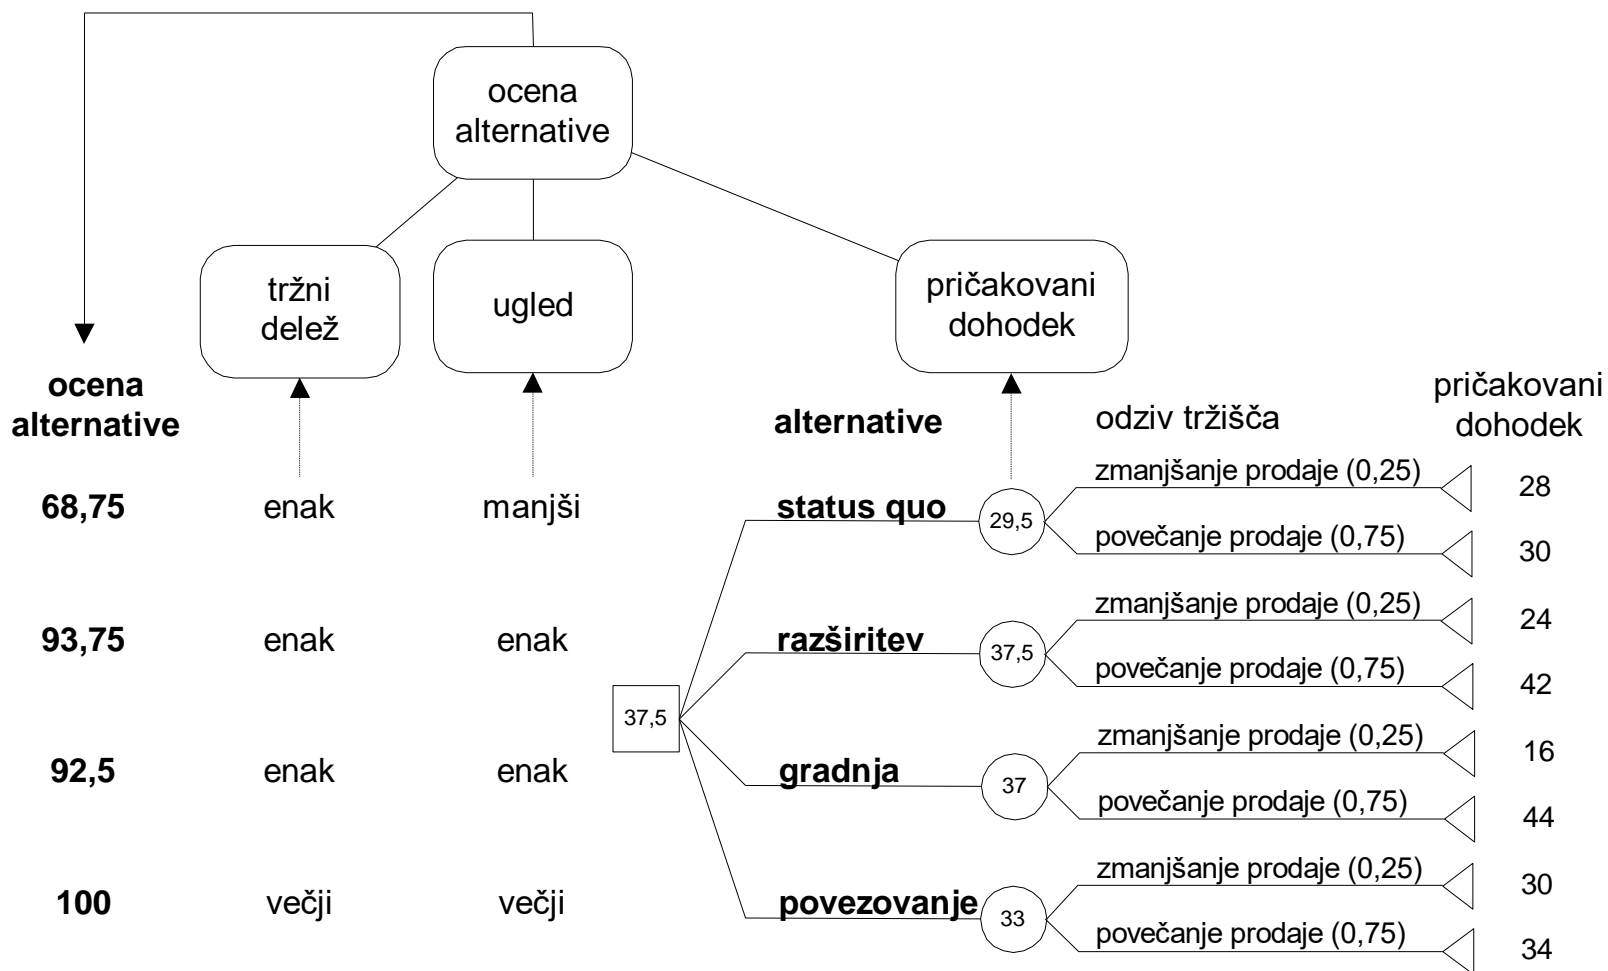 ocena
alternative
tržni
delež
ugled
pričakovani
dohodek
ocena
alternative
alternative
odziv tržišča
pričakovani
dohodek
68,75
enak
manjši
status quo
29,5
zmanjšanje prodaje (0,25)
28
povečanje prodaje (0,75)
30
93,75
enak
enak
razširitev
37,5
zmanjšanje prodaje (0,25)
24
povečanje prodaje (0,75)
42
37,5
92,5
enak
enak
gradnja
37
zmanjšanje prodaje (0,25)
16
povečanje prodaje (0,75)
44
100
večji
večji
povezovanje
33
zmanjšanje prodaje (0,25)
30
povečanje prodaje (0,75)
34